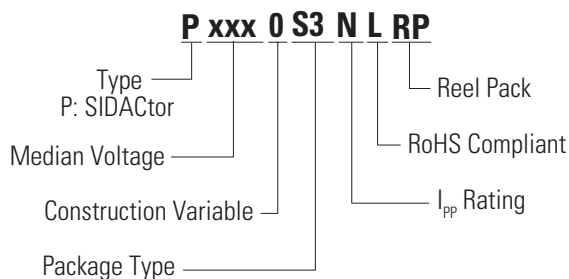 P xxx 0 S3 N L RP
Type
P: SIDACtor
Reel Pack
Median Voltage
RoHS Compliant
Construction Variable
IPP Rating
Package Type